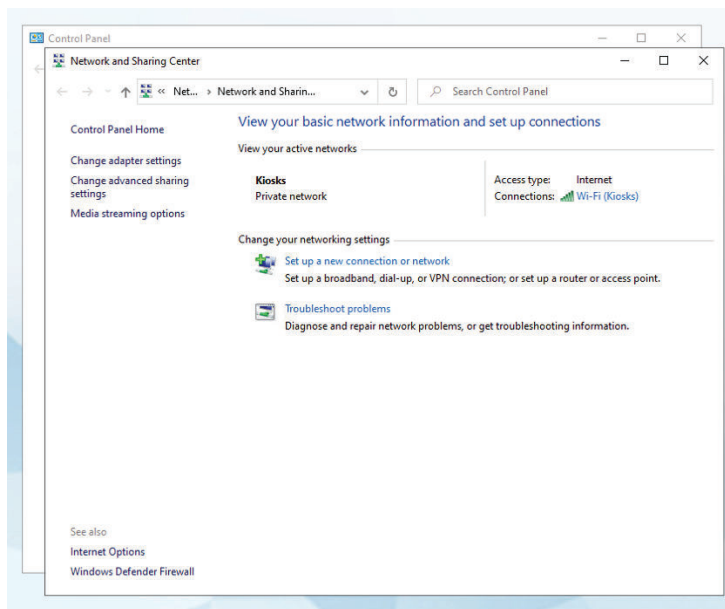 Control Panel
Network and Sharing Center
« Net... › Network and Sharin...
Search Control Panel
Control Panel Home
Change adapter settings
Change advanced sharing
settings
Media streaming options
View your basic network information and set up connections
View your active networks
Kiosks
Private network
Access type: Internet
Connections: Wi-Fi (Kiosks)
Change your networking settings
Set up a new connection or network
Set up a broadband, dial-up, or VPN connection; or set up a router or access point.
Troubleshoot problems
Diagnose and repair network problems, or get troubleshooting information.
See also
Internet Options
Windows Defender Firewall